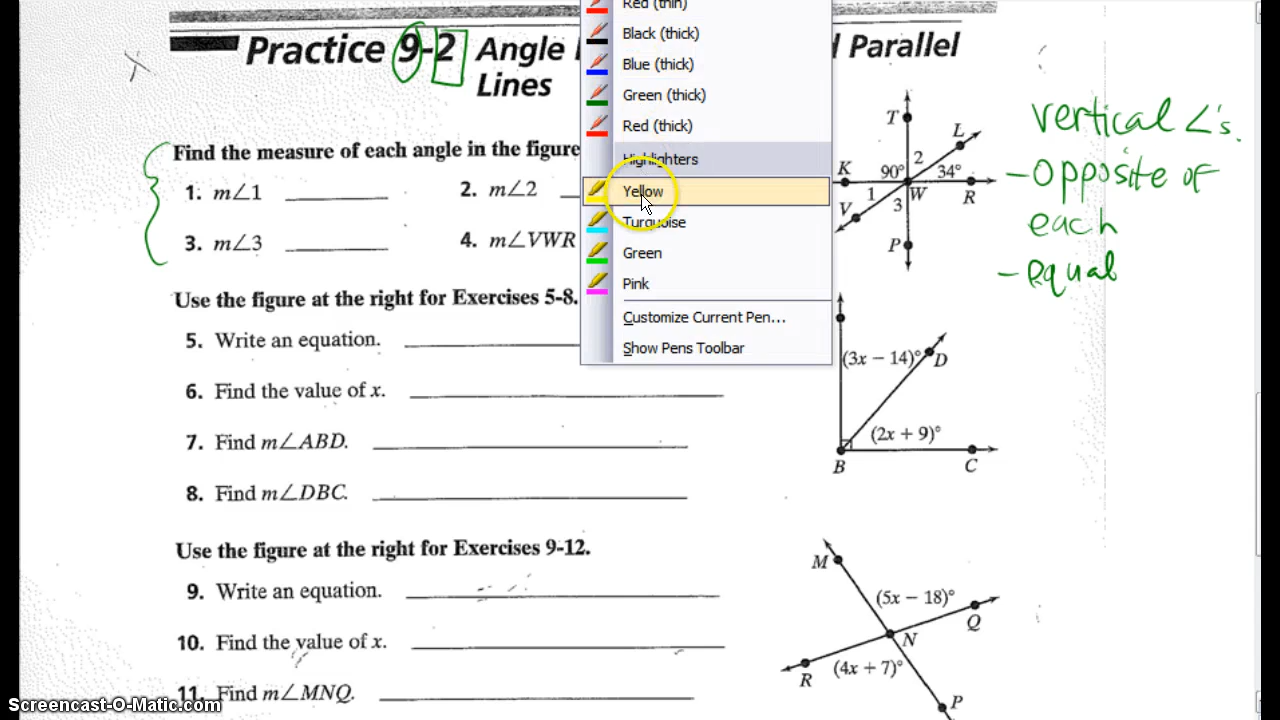 Practice 9-2 Angle
d Parallel
Lines
Red (thin)
Black (thick)
Blue (thick)
Green (thick)
Red (thick)
Highlighters
Yellow
Turquoise
Green
Pink
Customize Current Pen...
Show Pens Toolbar
Find the measure of each angle in the figure
1. m∠1
2. m∠2
3. m∠3
4. m∠VWR
T
L
2
K
90°
34°
1
W
R
V
3
P
vertical ∠'s.
- opposite of
each
- equal
Use the figure at the right for Exercises 5-8.
5. Write an equation.
6. Find the value of x.
7. Find m∠ABD.
8. Find m∠DBC.
(3x − 14)°
D
(2x + 9)°
B
C
Use the figure at the right for Exercises 9-12.
9. Write an equation.
10. Find the value of x.
11. Find m∠MNQ.
M
(5x − 18)°
Q
N
(4x + 7)°
R
P
Screencast-O-Matic.com